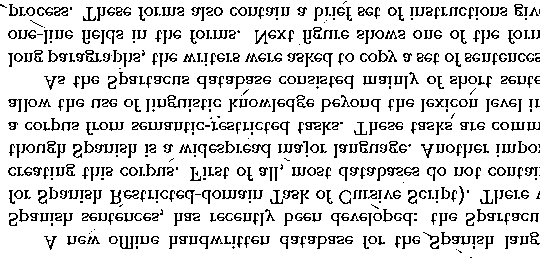 A new offline handwritten database for the Spanish lang
Spanish sentences, has recently been developed: the Spartacu
for Spanish Restricted-domain Task of Cursive Script). There
creating this corpus. First of all, most databases do not contai
though Spanish is a widespread major language. Another impor
a corpus from semantic-restricted tasks. These tasks are comm
allow the use of linguistic knowledge beyond the lexicon level in
As the Spartacus database consisted mainly of short sente
long paragraphs, the writers were asked to copy a set of sentences
one-line fields in the forms. Next figure shows one of the form
process. These forms also contain a brief set of instructions giv